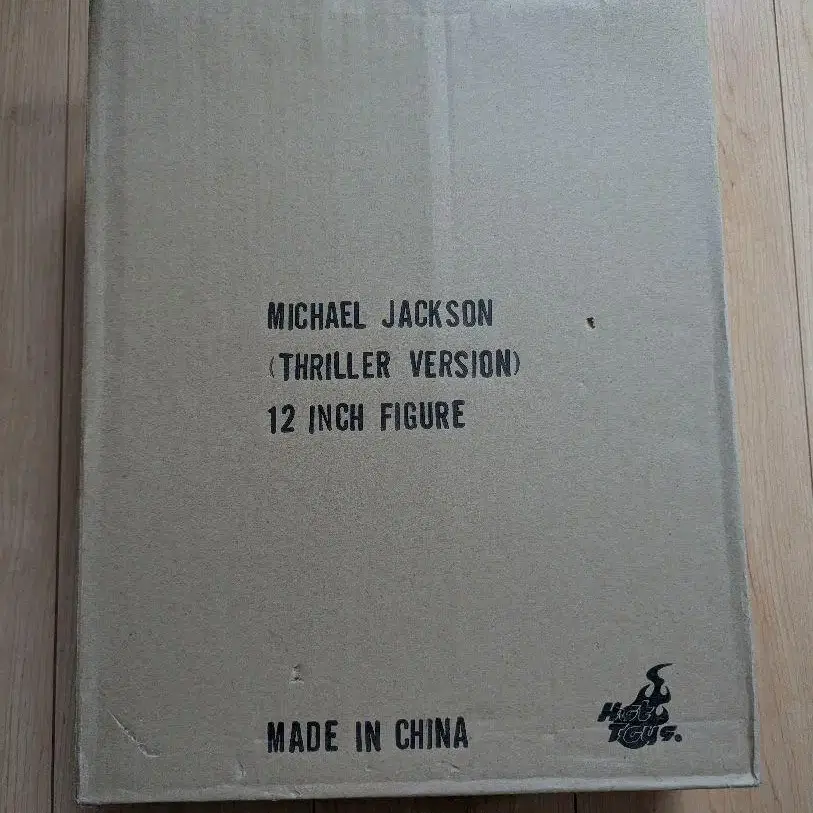 MICHAEL JACKSON
(THRILLER VERSION)
12 INCH FIGURE
MADE IN CHINA
Hot
Toys.